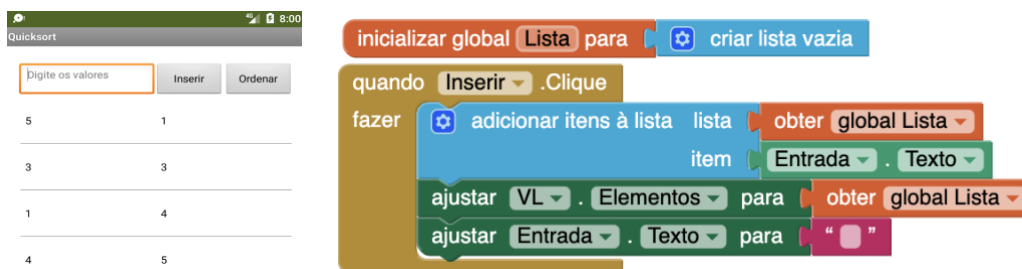 4G 8:00
Quicksort
Digite os valores
Inserir
Ordenar
5 1
3 3
1 4
4 5
inicializar global Lista para criar lista vazia
quando Inserir .Clique
fazer adicionar itens à lista lista obter global Lista
item Entrada . Texto
ajustar VL . Elementos para obter global Lista
ajustar Entrada . Texto para " "